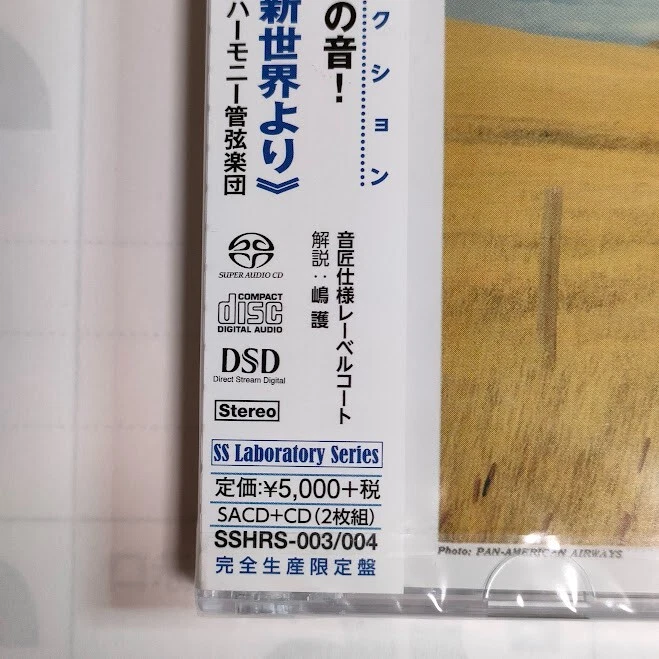 クション
の音!
新世界より》
ハーモニー管弦楽団
音匠仕様レーベルコート
解説:嶋 護
SUPER AUDIO CD
COMPACT
disc
DIGITAL AUDIO
DSD
Direct Stream Digital
Stereo
SS Laboratory Series
定価:¥5,000+税
SACD+CD(2枚組)
SSHRS-003/004
完全生産限定盤
Photo: PAN-AMERICAN AIRWAYS